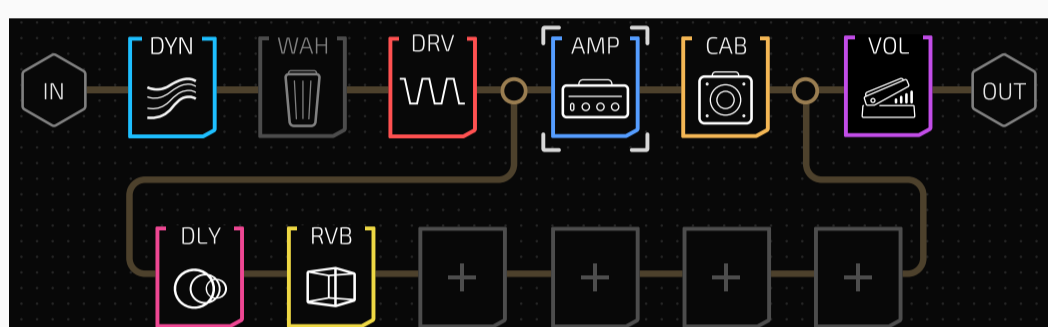 IN
DYN
WAH
DRV
AMP
CAB
VOL
OUT
DLY
RVB
+
+
+
+